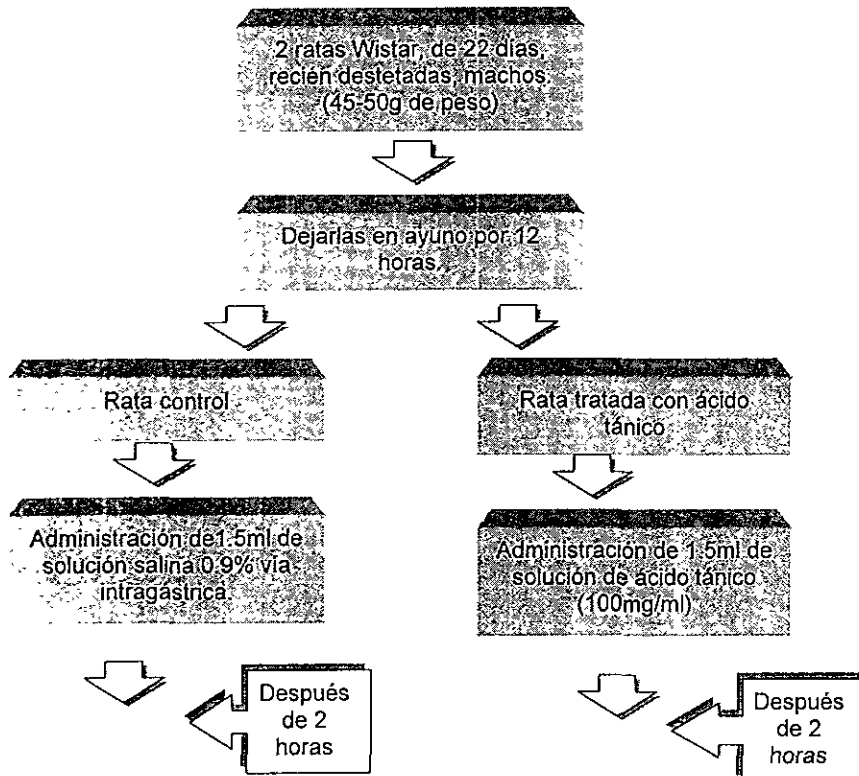 2 ratas Wistar, de 22 días,
recién destetadas, machos.
(45-50g de peso)
Dejarlas en ayuno por 12
horas.
Rata control
Rata tratada con ácido
tánico
Administración de 1.5ml de
solución salina 0.9% vía
intragástrica.
Administración de 1.5ml de
solución de ácido tánico
(100mg/ml)
Después
de 2
horas
Después
de 2
horas